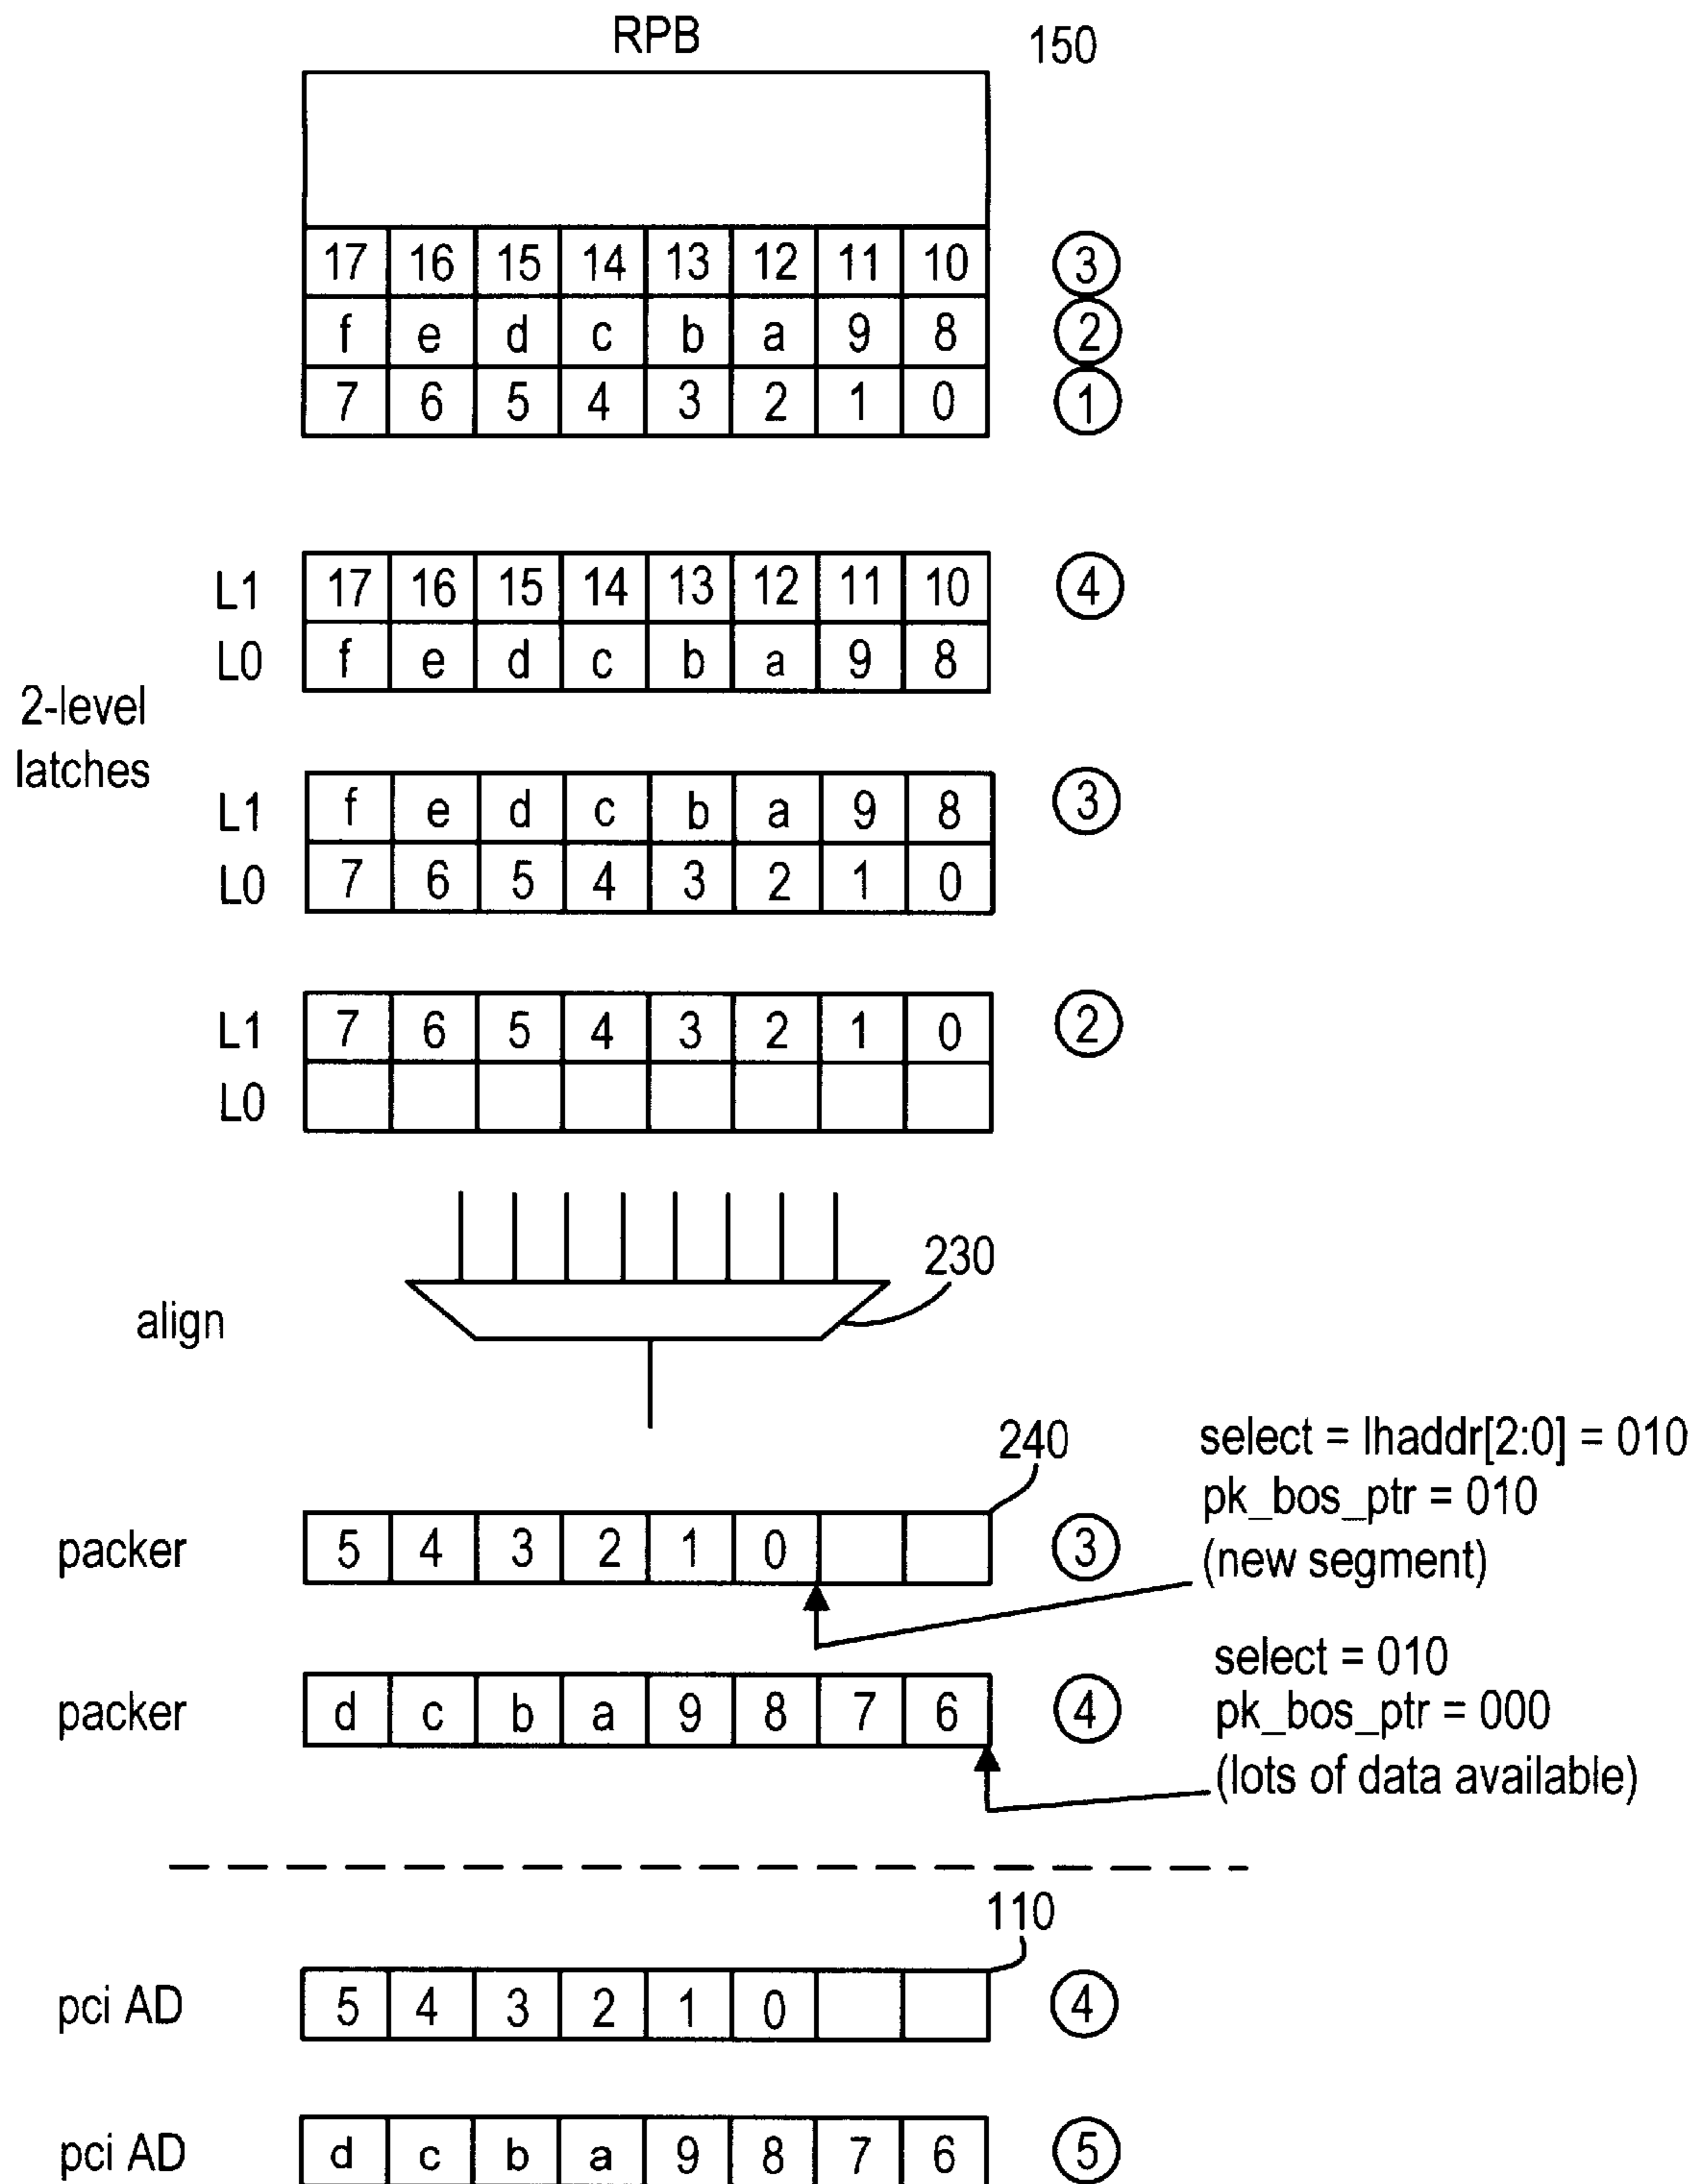 RPB 150
17 16 15 14 13 12 11 10 3
f e d c b a 9 8 2
7 6 5 4 3 2 1 0 1
L1 17 16 15 14 13 12 11 10 4
L0 f e d c b a 9 8
2-level
latches
L1 f e d c b a 9 8 3
L0 7 6 5 4 3 2 1 0
L1 7 6 5 4 3 2 1 0 2
L0
230
align
240
select = lhaddr[2:0] = 010
pk_bos_ptr = 010
(new segment)
packer 5 4 3 2 1 0 3
select = 010
pk_bos_ptr = 000
(lots of data available)
packer d c b a 9 8 7 6 4
110
pci AD 5 4 3 2 1 0 4
pci AD d c b a 9 8 7 6 5